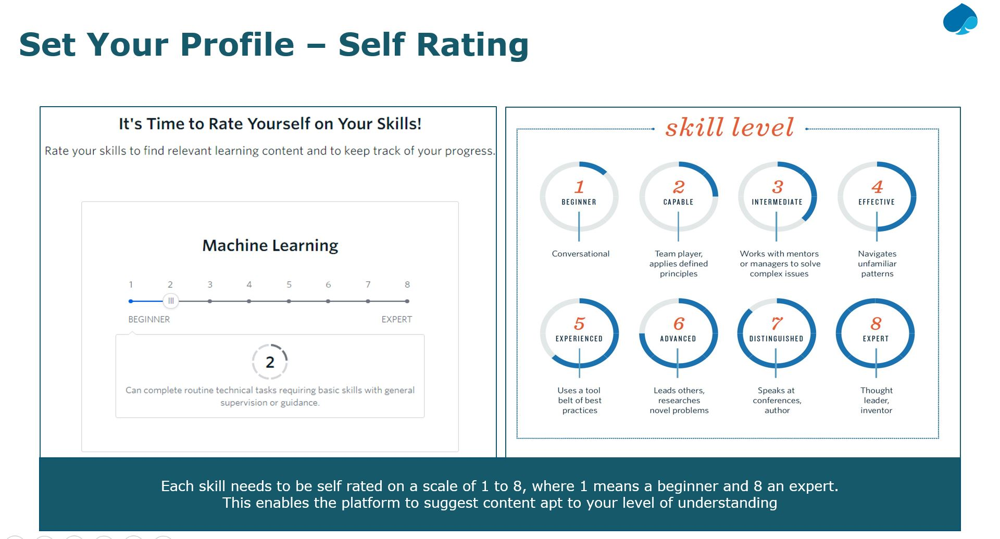 Set Your Profile – Self Rating
It's Time to Rate Yourself on Your Skills!
Rate your skills to find relevant learning content and to keep track of your progress.
Machine Learning
1 2 3 4 5 6 7 8
BEGINNER EXPERT
2
Can complete routine technical tasks requiring basic skills with general
supervision or guidance.
skill level
1
BEGINNER
Conversational
2
CAPABLE
Team player,
applies defined
principles
3
INTERMEDIATE
Works with mentors
or managers to solve
complex issues
4
EFFECTIVE
Navigates
unfamiliar
patterns
5
EXPERIENCED
Uses a tool
belt of best
practices
6
ADVANCED
Leads others,
researches
novel problems
7
DISTINGUISHED
Speaks at
conferences,
author
8
EXPERT
Thought
leader,
inventor
Each skill needs to be self rated on a scale of 1 to 8, where 1 means a beginner and 8 an expert.
This enables the platform to suggest content apt to your level of understanding